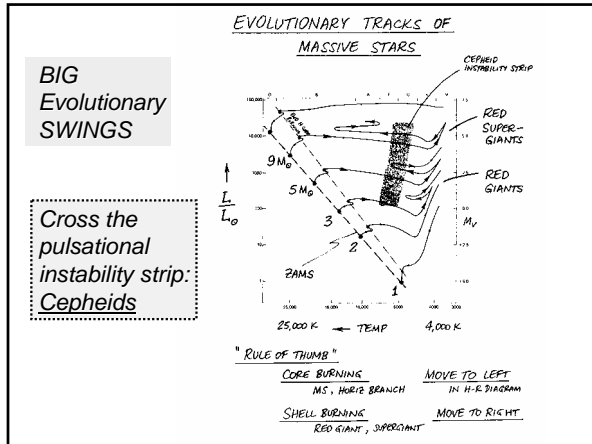 EVOLUTIONARY TRACKS OF
MASSIVE STARS
BIG
Evolutionary
SWINGS
Cross the
pulsational
instability strip:
Cepheids
CEPHEID
INSTABILITY STRIP
RED
SUPER-
GIANTS
RED
GIANTS
9 M⊙
5 M⊙
3
2
1
L
L⊙
Mv
ZAMS
25,000 K ← TEMP 4,000 K
"RULE OF THUMB"
CORE BURNING MOVE TO LEFT
MS, HORIZ BRANCH IN H-R DIAGRAM
SHELL BURNING MOVE TO RIGHT
RED GIANT, SUPERGIANT